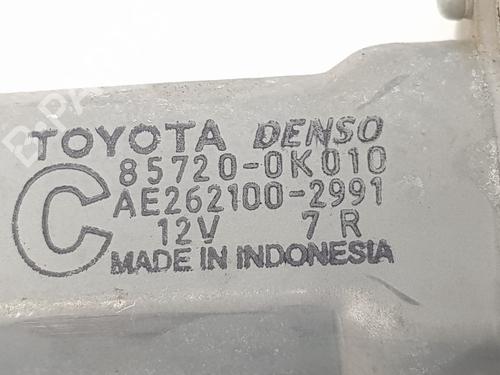 TOYOTA DENSO
85720-0K010
C AE262100-2991
12V 7 R
MADE IN INDONESIA